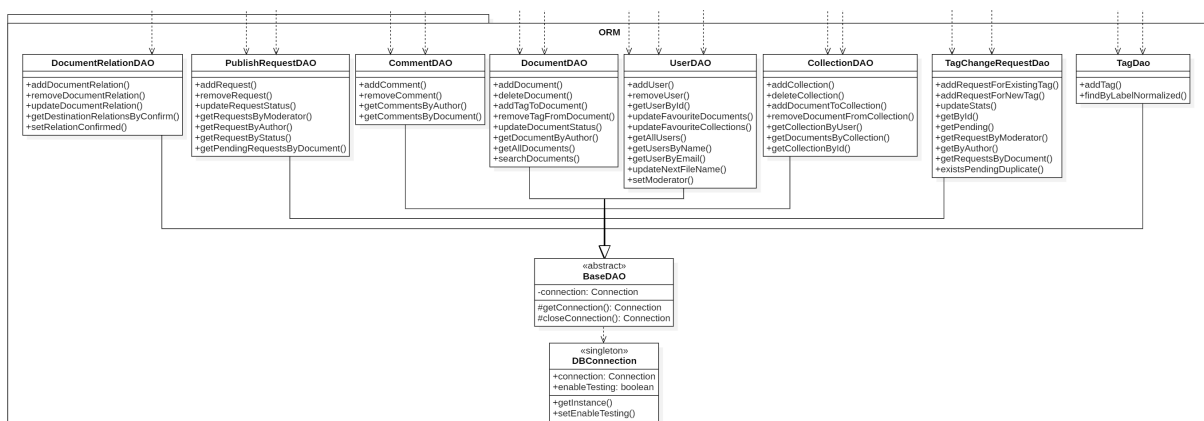 ORM
DocumentRelationDAO
+addDocumentRelation()
+removeDocumentRelation()
+updateDocumentRelation()
+getDestinationRelationsByConfirm()
+setRelationConfirmed()
PublishRequestDAO
+addRequest()
+removeRequest()
+updateRequestStatus()
+getRequestsByModerator()
+getRequestByAuthor()
+getRequestByStatus()
+getPendingRequestsByDocument()
CommentDAO
+addComment()
+removeComment()
+getCommentsByAuthor()
+getCommentsByDocument()
DocumentDAO
+addDocument()
+deleteDocument()
+addTagToDocument()
+removeTagFromDocument()
+updateDocumentStatus()
+getDocumentByAuthor()
+getAllDocuments()
+searchDocuments()
UserDAO
+addUser()
+removeUser()
+getUserById()
+updateFavouriteDocuments()
+updateFavouriteCollections()
+getAllUsers()
+getUsersByName()
+getUserByEmail()
+updateNextFileName()
+setModerator()
CollectionDAO
+addCollection()
+deleteCollection()
+addDocumentToCollection()
+removeDocumentFromCollection()
+getCollectionByUser()
+getDocumentsByCollection()
+getCollectionById()
TagChangeRequestDao
+addRequestForExistingTag()
+addRequestForNewTag()
+updateStats()
+getById()
+getPending()
+getRequestByModerator()
+getByAuthor()
+getRequestsByDocument()
+existsPendingDuplicate()
TagDao
+addTag()
+findByLabelNormalized()
«abstract»
BaseDAO
-connection: Connection
#getConnection(): Connection
#closeConnection(): Connection
«singleton»
DBConnection
+connection: Connection
+enableTesting: boolean
+getInstance()
+setEnableTesting()